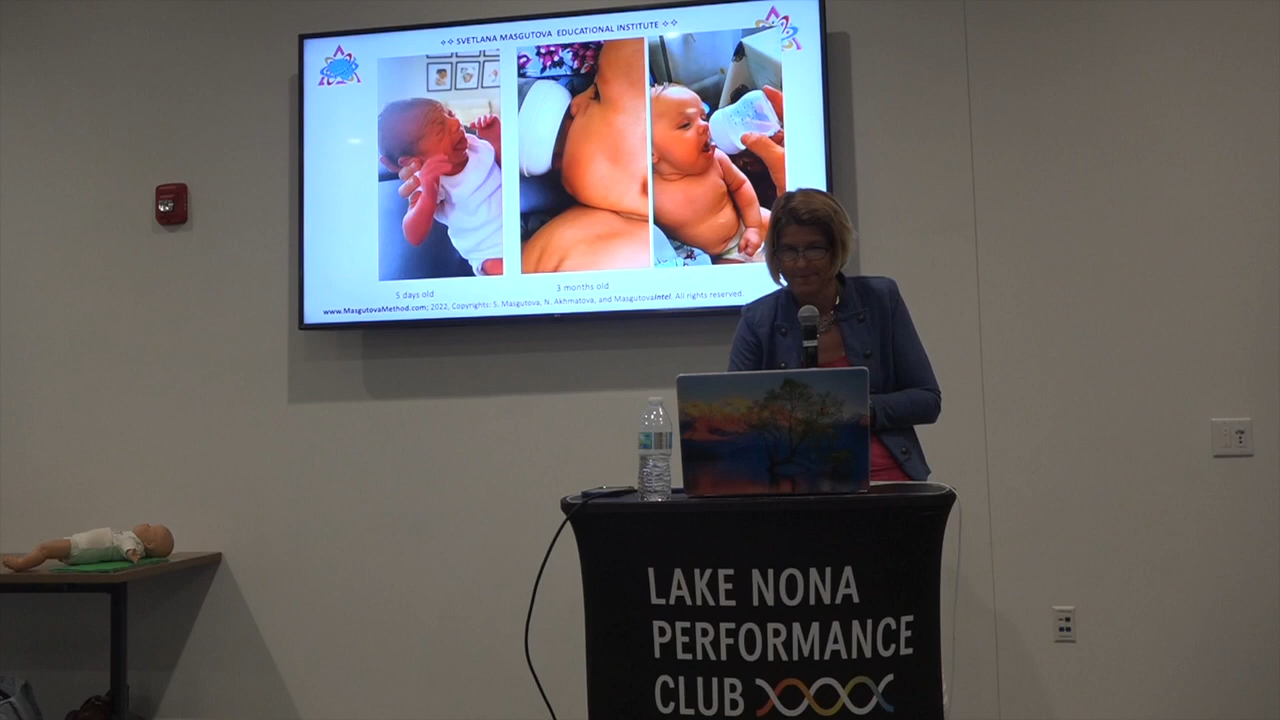 ❖❖ SVETLANA MASGUTOVA EDUCATIONAL INSTITUTE ❖❖
5 days old
3 months old
www.MasgutovaMethod.com; 2022, Copyrights: S. Masgutova, N. Akhmatova, and MasgutovaIntel. All rights reserved.
LAKE NONA
PERFORMANCE
CLUB